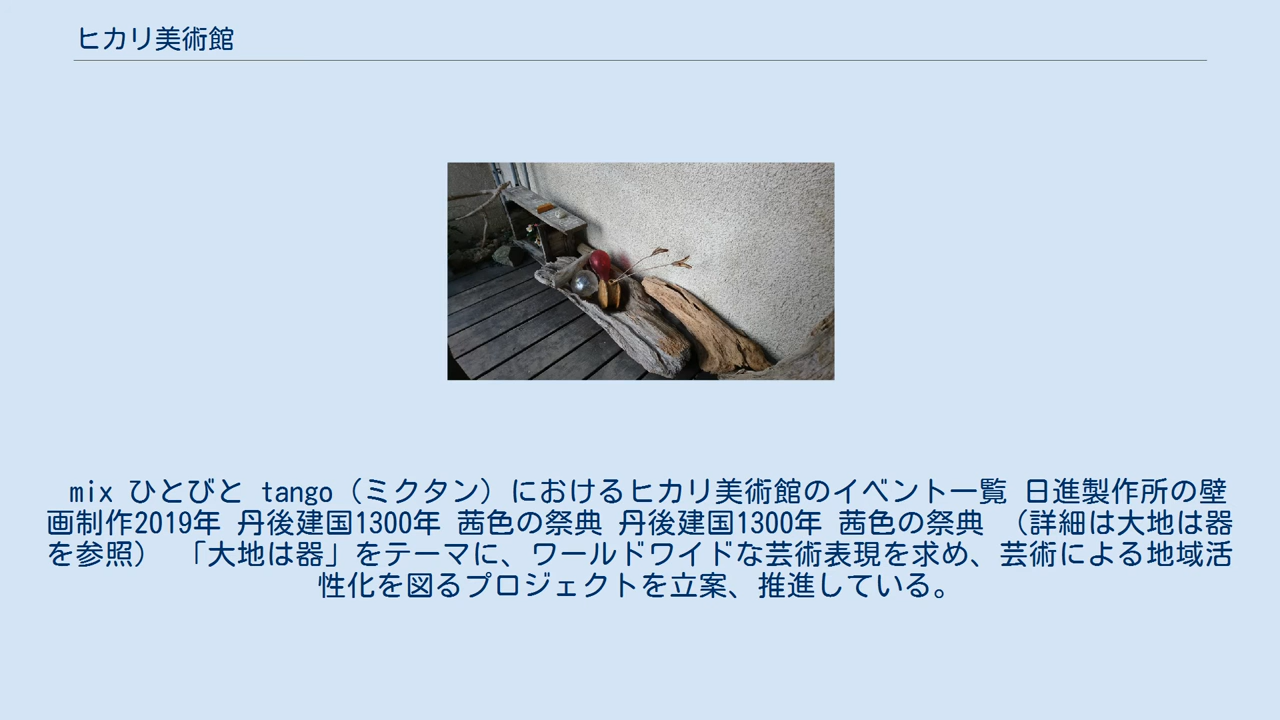 ヒカリ美術館
mix ひとびと tango（ミクタン）におけるヒカリ美術館のイベント一覧 日進製作所の壁
画制作2019年 丹後建国1300年 茜色の祭典 丹後建国1300年 茜色の祭典 （詳細は大地は器
を参照） 「大地は器」をテーマに、ワールドワイドな芸術表現を求め、芸術による地域活
性化を図るプロジェクトを立案、推進している。